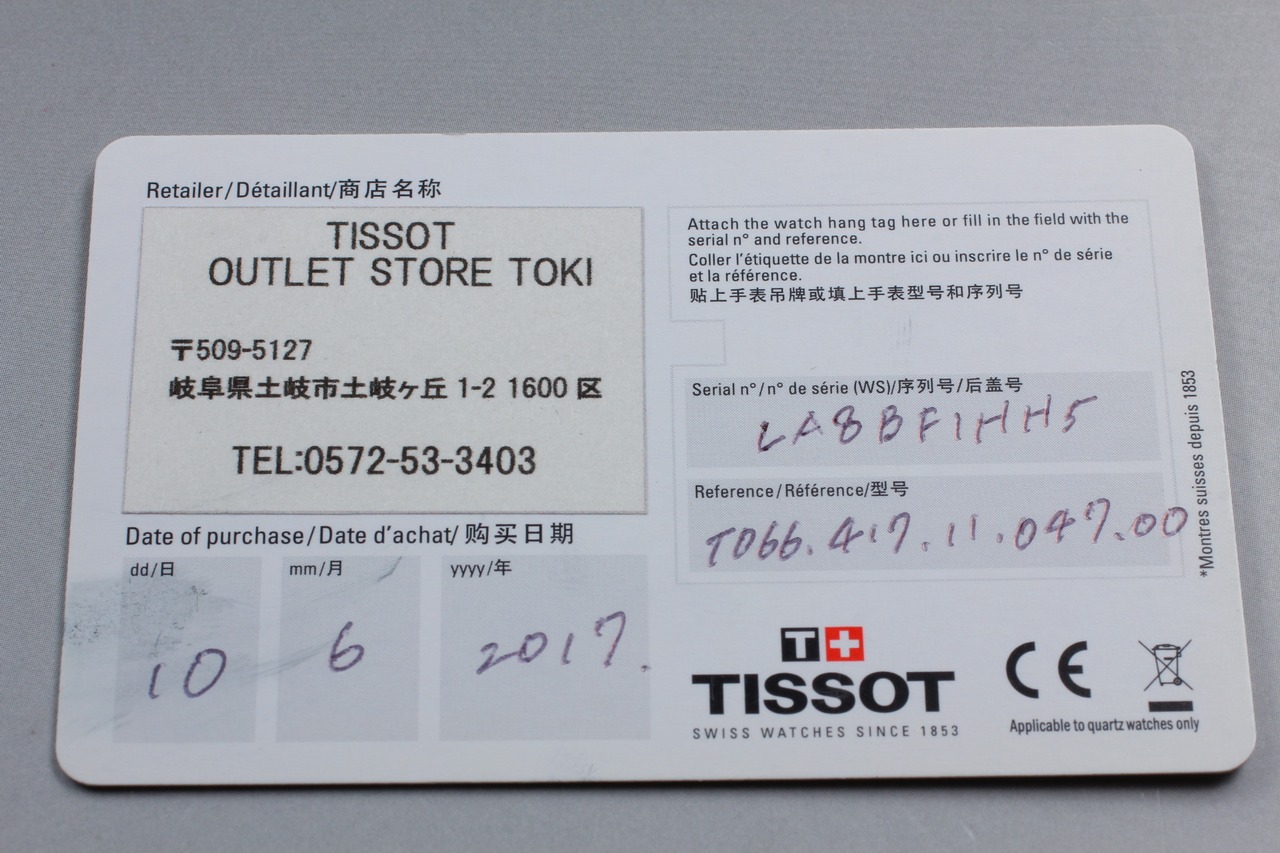 Retailer/Détaillant/商店名称
TISSOT
OUTLET STORE TOKI
〒509-5127
岐阜県土岐市土岐ヶ丘 1-2 1600 区
TEL:0572-53-3403
Date of purchase/Date d'achat/购买日期
dd/日
mm/月
yyyy/年
10
6
2017.
Attach the watch hang tag here or fill in the field with the
serial n° and reference.
Coller l'étiquette de la montre ici ou inscrire le n° de série
et la référence.
贴上手表吊牌或填上手表型号和序列号
Serial n°/n° de série (WS)/序列号/后盖号
LA8BF1HH5
Reference/Référence/型号
T066.417.11.047.00
T+
TISSOT
SWISS WATCHES SINCE 1853
CE
Applicable to quartz watches only
*Montres suisses depuis 1853